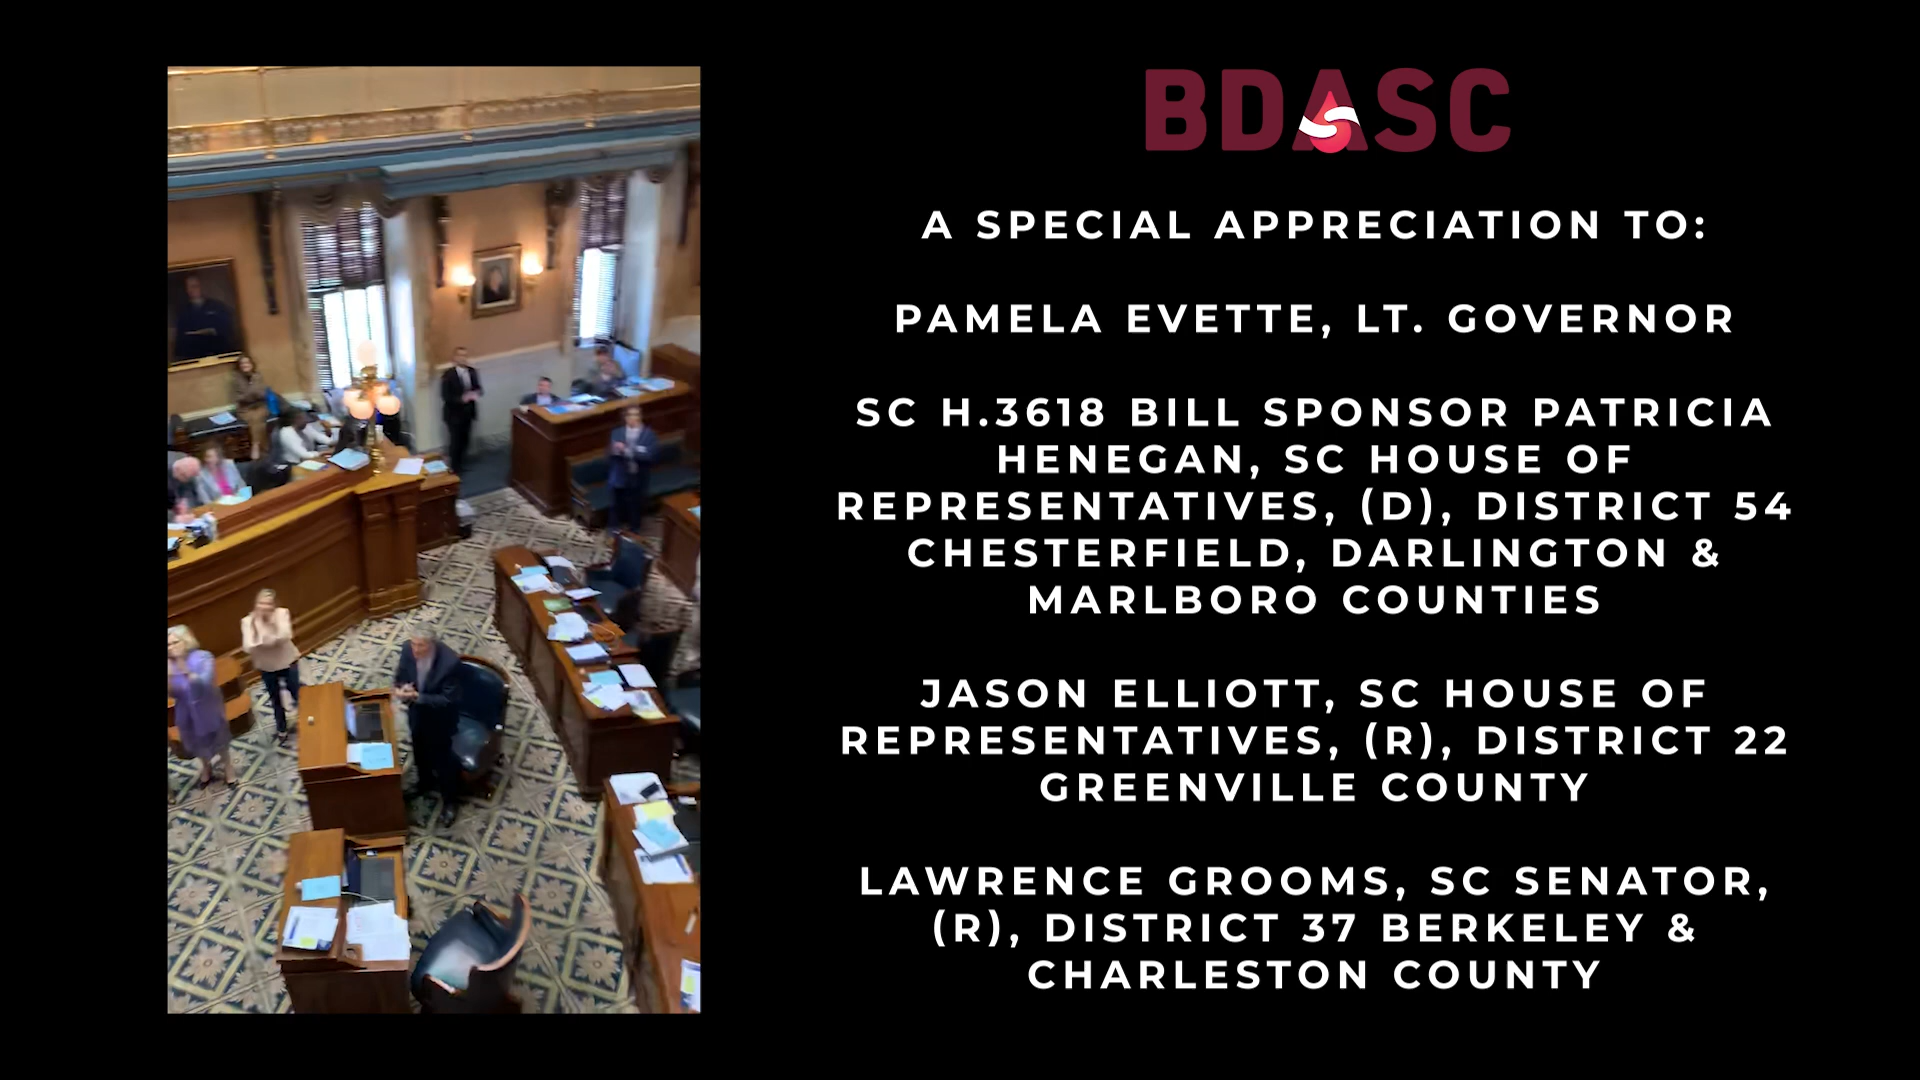 BDASC
A SPECIAL APPRECIATION TO:
PAMELA EVETTE, LT. GOVERNOR
SC H.3618 BILL SPONSOR PATRICIA
HENEGAN, SC HOUSE OF
REPRESENTATIVES, (D), DISTRICT 54
CHESTERFIELD, DARLINGTON &
MARLBORO COUNTIES
JASON ELLIOTT, SC HOUSE OF
REPRESENTATIVES, (R), DISTRICT 22
GREENVILLE COUNTY
LAWRENCE GROOMS, SC SENATOR,
(R), DISTRICT 37 BERKELEY &
CHARLESTON COUNTY